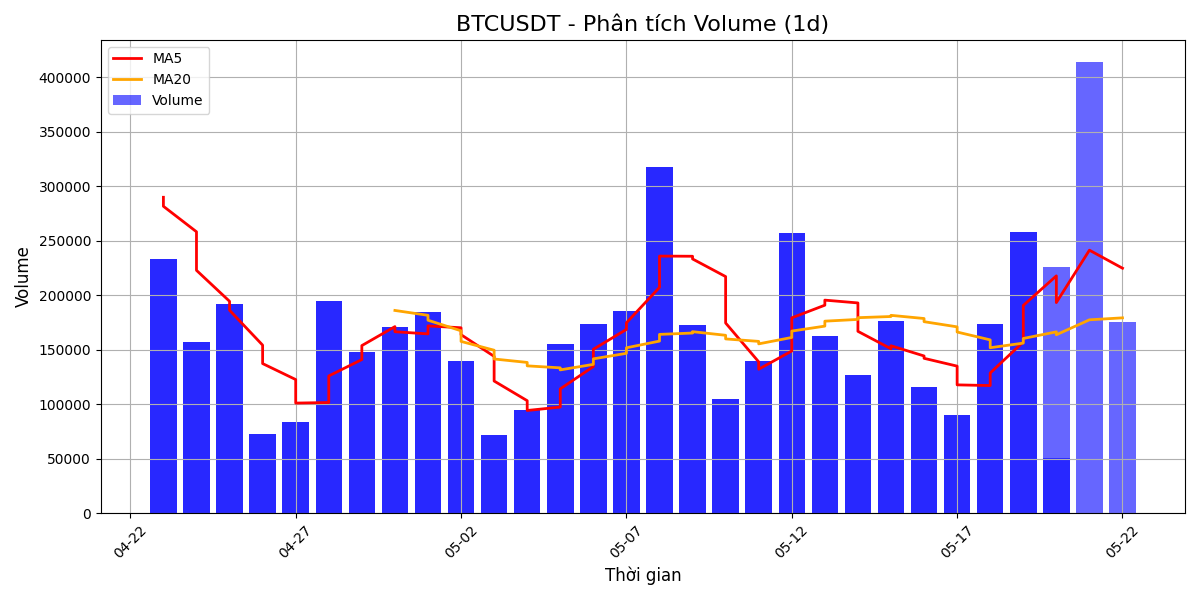 BTCUSDT - Phân tích Volume (1d)
MA5
MA20
Volume
400000
350000
300000
250000
200000
150000
100000
50000
0
Volume
04-22
04-27
05-02
05-07
05-12
05-17
05-22
Thời gian